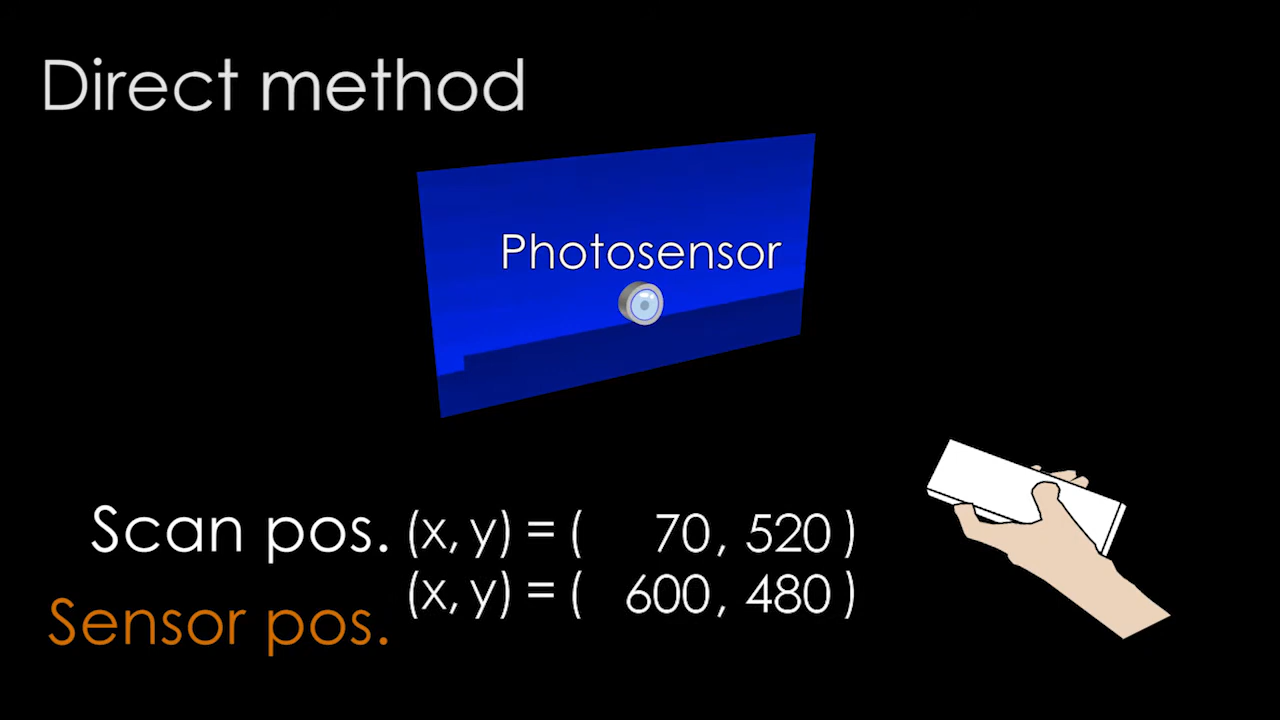 Direct method
Photosensor
Scan pos. (x, y) = ( 70, 520 )
(x, y) = ( 600, 480 )
Sensor pos.